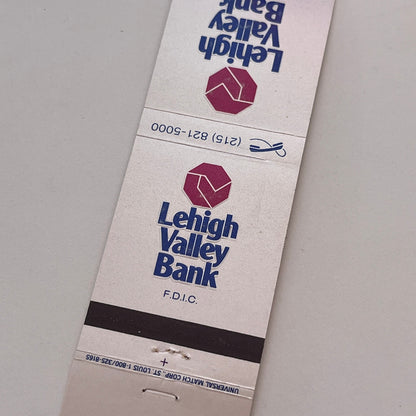 Lehigh
Valley
Bank
(215) 821-5000
Lehigh
Valley
Bank
F.D.I.C.
UNIVERSAL MATCH CORP., ST. LOUIS 1-800/325-8165